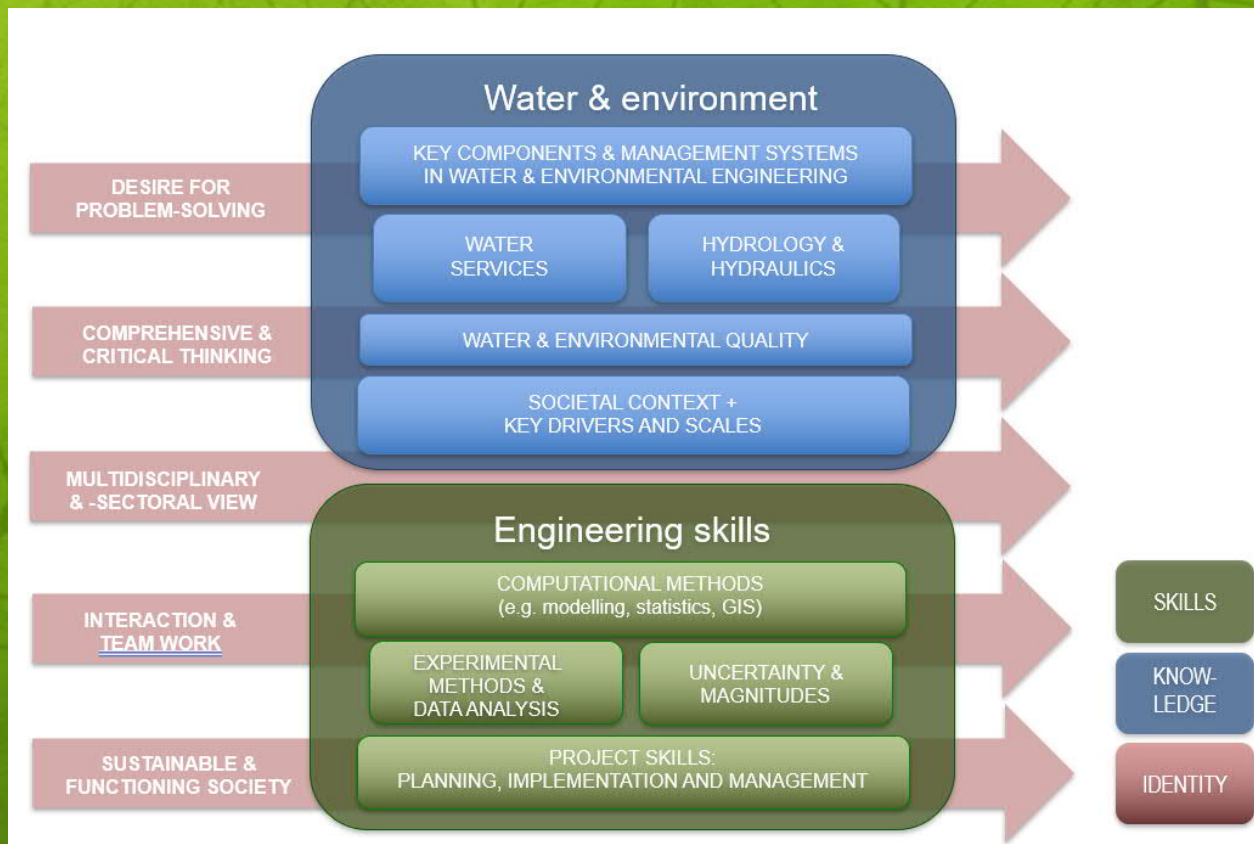 Water & environment
KEY COMPONENTS & MANAGEMENT SYSTEMS
IN WATER & ENVIRONMENTAL ENGINEERING
DESIRE FOR
PROBLEM-SOLVING
WATER
SERVICES
HYDROLOGY &
HYDRAULICS
COMPREHENSIVE &
CRITICAL THINKING
WATER & ENVIRONMENTAL QUALITY
SOCIETAL CONTEXT +
KEY DRIVERS AND SCALES
MULTIDISCIPLINARY
& -SECTORAL VIEW
Engineering skills
COMPUTATIONAL METHODS
(e.g. modelling, statistics, GIS)
INTERACTION &
TEAM WORK
EXPERIMENTAL
METHODS &
DATA ANALYSIS
UNCERTAINTY &
MAGNITUDES
SUSTAINABLE &
FUNCTIONING SOCIETY
PROJECT SKILLS:
PLANNING, IMPLEMENTATION AND MANAGEMENT
SKILLS
KNOW-
LEDGE
IDENTITY